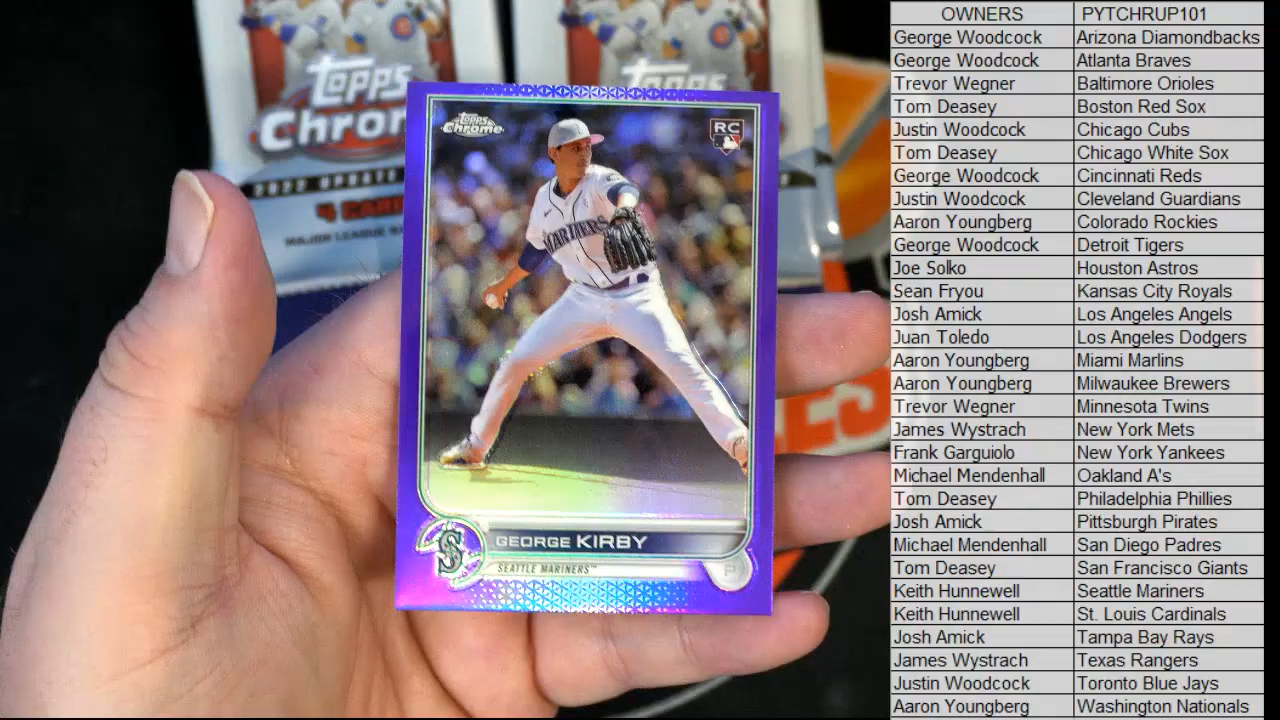 Topps
Chrom
2022 UPDATE
4 CARD
MAJOR LEAGUE
Topps
Topps
Chrome
RC
MARINERS
S
GEORGE KIRBY
SEATTLE MARINERS™
P
ES
OWNERS PYTCHRUP101
George Woodcock Arizona Diamondbacks
George Woodcock Atlanta Braves
Trevor Wegner Baltimore Orioles
Tom Deasey Boston Red Sox
Justin Woodcock Chicago Cubs
Tom Deasey Chicago White Sox
George Woodcock Cincinnati Reds
Justin Woodcock Cleveland Guardians
Aaron Youngberg Colorado Rockies
George Woodcock Detroit Tigers
Joe Solko Houston Astros
Sean Fryou Kansas City Royals
Josh Amick Los Angeles Angels
Juan Toledo Los Angeles Dodgers
Aaron Youngberg Miami Marlins
Aaron Youngberg Milwaukee Brewers
Trevor Wegner Minnesota Twins
James Wystrach New York Mets
Frank Garguiolo New York Yankees
Michael Mendenhall Oakland A's
Tom Deasey Philadelphia Phillies
Josh Amick Pittsburgh Pirates
Michael Mendenhall San Diego Padres
Tom Deasey San Francisco Giants
Keith Hunnewell Seattle Mariners
Keith Hunnewell St. Louis Cardinals
Josh Amick Tampa Bay Rays
James Wystrach Texas Rangers
Justin Woodcock Toronto Blue Jays
Aaron Youngberg Washington Nationals